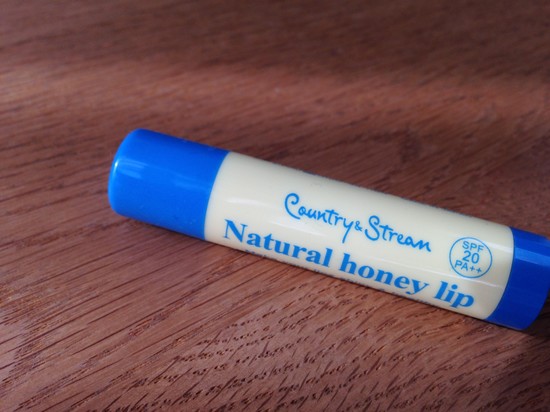 Country & Stream
Natural honey lip
SPF
20
PA++